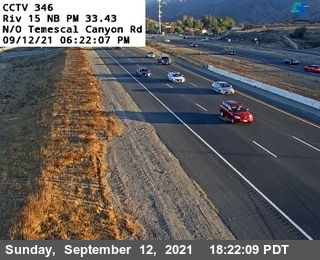 CCTV 346
Riv 15 NB PM 33.43
N/O Temescal Canyon Rd
09/12/21 06:22:07 PM
Sunday, September 12, 2021 18:22:09 PDT